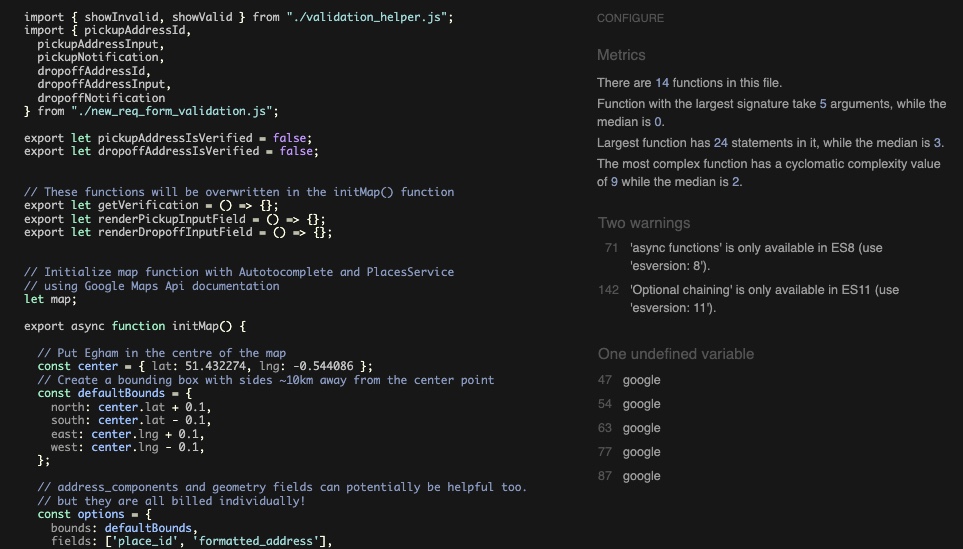 import { showInvalid, showValid } from "./validation_helper.js";
import { pickupAddressId,
  pickupAddressInput,
  pickupNotification,
  dropoffAddressId,
  dropoffAddressInput,
  dropoffNotification
} from "./new_req_form_validation.js";

export let pickupAddressIsVerified = false;
export let dropoffAddressIsVerified = false;

// These functions will be overwritten in the initMap() function
export let getVerification = () => {};
export let renderPickupInputField = () => {};
export let renderDropoffInputField = () => {};

// Initialize map function with Autotocomplete and PlacesService
// using Google Maps Api documentation
let map;

export async function initMap() {

  // Put Egham in the centre of the map
  const center = { lat: 51.432274, lng: -0.544086 };
  // Create a bounding box with sides ~10km away from the center point
  const defaultBounds = {
    north: center.lat + 0.1,
    south: center.lat - 0.1,
    east: center.lng + 0.1,
    west: center.lng - 0.1,
  };

  // address_components and geometry fields can potentially be helpful too.
  // but they are all billed individually!
  const options = {
    bounds: defaultBounds,
    fields: ['place_id', 'formatted_address'],
CONFIGURE
Metrics
There are 14 functions in this file.
Function with the largest signature take 5 arguments, while the
median is 0.
Largest function has 24 statements in it, while the median is 3.
The most complex function has a cyclomatic complexity value
of 9 while the median is 2.
Two warnings
71 'async functions' is only available in ES8 (use
'esversion: 8').
142 'Optional chaining' is only available in ES11 (use
'esversion: 11').
One undefined variable
47 google
54 google
63 google
77 google
87 google